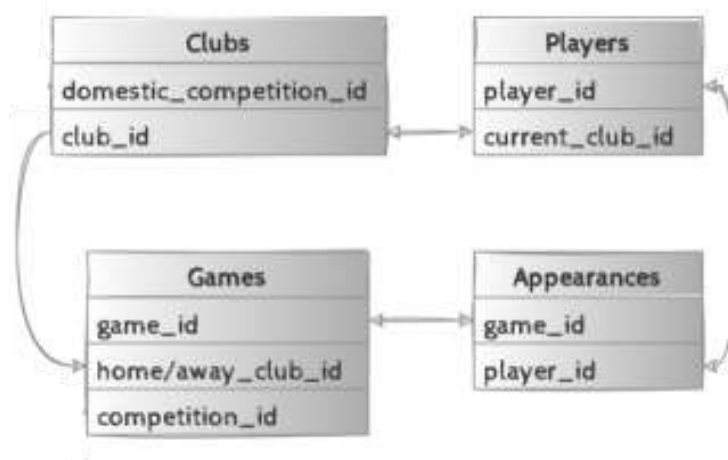 Clubs
domestic_competition_id
club_id
Players
player_id
current_club_id
Games
game_id
home/away_club_id
competition_id
Appearances
game_id
player_id